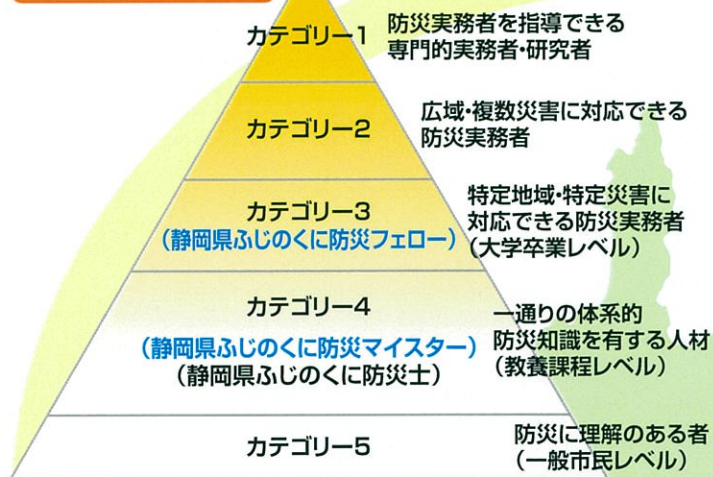 カテゴリー1
防災実務者を指導できる
専門的実務者・研究者
カテゴリー2
広域・複数災害に対応できる
防災実務者
カテゴリー3
(静岡県ふじのくに防災フェロー)
特定地域・特定災害に
対応できる防災実務者
(大学卒業レベル)
カテゴリー4
(静岡県ふじのくに防災マイスター)
(静岡県ふじのくに防災士)
一通りの体系的
防災知識を有する人材
(教養課程レベル)
カテゴリー5
防災に理解のある者
(一般市民レベル)